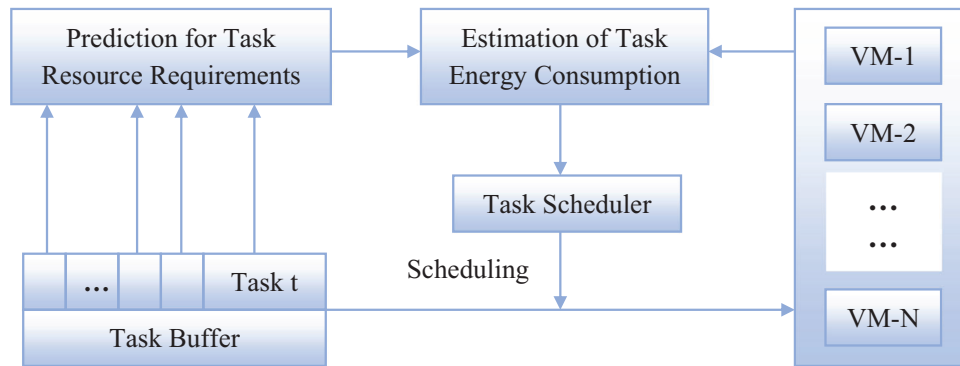 Prediction for Task
Resource Requirements
Estimation of Task
Energy Consumption
VM-1
VM-2
...
...
VM-N
Task Scheduler
Scheduling
...
Task t
Task Buffer